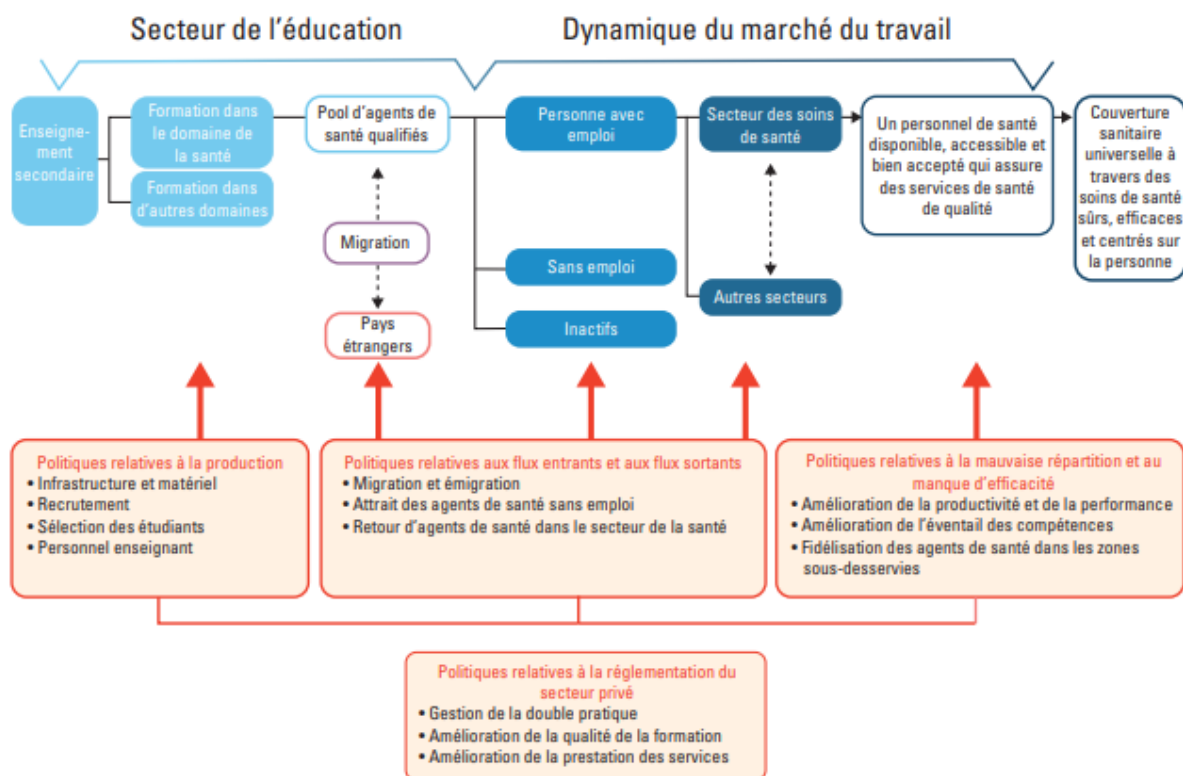 Secteur de l'éducation
Dynamique du marché du travail
Enseigne-
ment
secondaire
Formation dans
le domaine de
la santé
Formation dans
d'autres domaines
Pool d'agents de
santé qualifiés
Migration
Pays
étrangers
Personne avec
emploi
Sans emploi
Inactifs
Secteur des soins
de santé
Autres secteurs
Un personnel de santé
disponible, accessible et
bien accepté qui assure
des services de santé
de qualité
Couverture
sanitaire
universelle à
travers des
soins de santé
sûrs, efficaces
et centrés sur
la personne
Politiques relatives à la production
• Infrastructure et matériel
• Recrutement
• Sélection des étudiants
• Personnel enseignant
Politiques relatives aux flux entrants et aux flux sortants
• Migration et émigration
• Attrait des agents de santé sans emploi
• Retour d'agents de santé dans le secteur de la santé
Politiques relatives à la mauvaise répartition et au
manque d'efficacité
• Amélioration de la productivité et de la performance
• Amélioration de l'éventail des compétences
• Fidélisation des agents de santé dans les zones
sous-desservies
Politiques relatives à la réglementation du
secteur privé
• Gestion de la double pratique
• Amélioration de la qualité de la formation
• Amélioration de la prestation des services